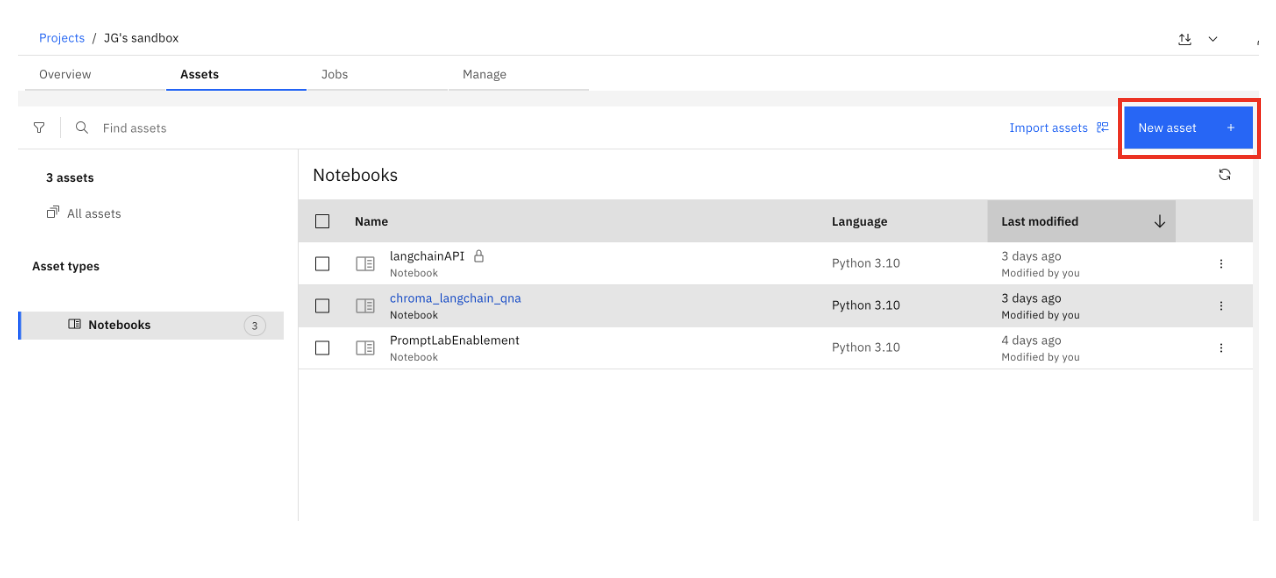 Projects / JG's sandbox
Overview Assets Jobs Manage
Find assets Import assets New asset +
3 assets
All assets
Asset types
Notebooks 3
Notebooks
Name Language Last modified
langchainAPI Python 3.10 3 days ago
Notebook Modified by you
chroma_langchain_qna Python 3.10 3 days ago
Notebook Modified by you
PromptLabEnablement Python 3.10 4 days ago
Notebook Modified by you